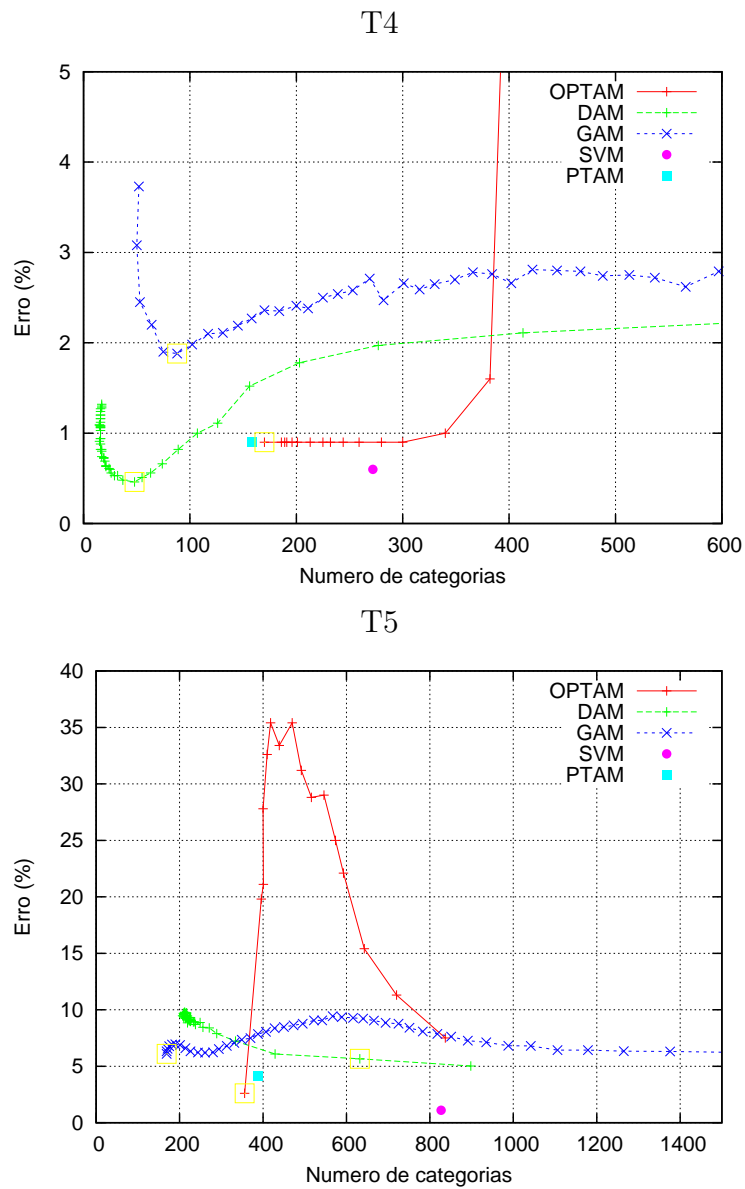 T4
5
4
3
2
1
0
Erro (%)
OPTAM
DAM
GAM
SVM
PTAM
0 100 200 300 400 500 600
Numero de categorias
T5
40
35
30
25
20
15
10
5
0
Erro (%)
OPTAM
DAM
GAM
SVM
PTAM
0 200 400 600 800 1000 1200 1400
Numero de categorias